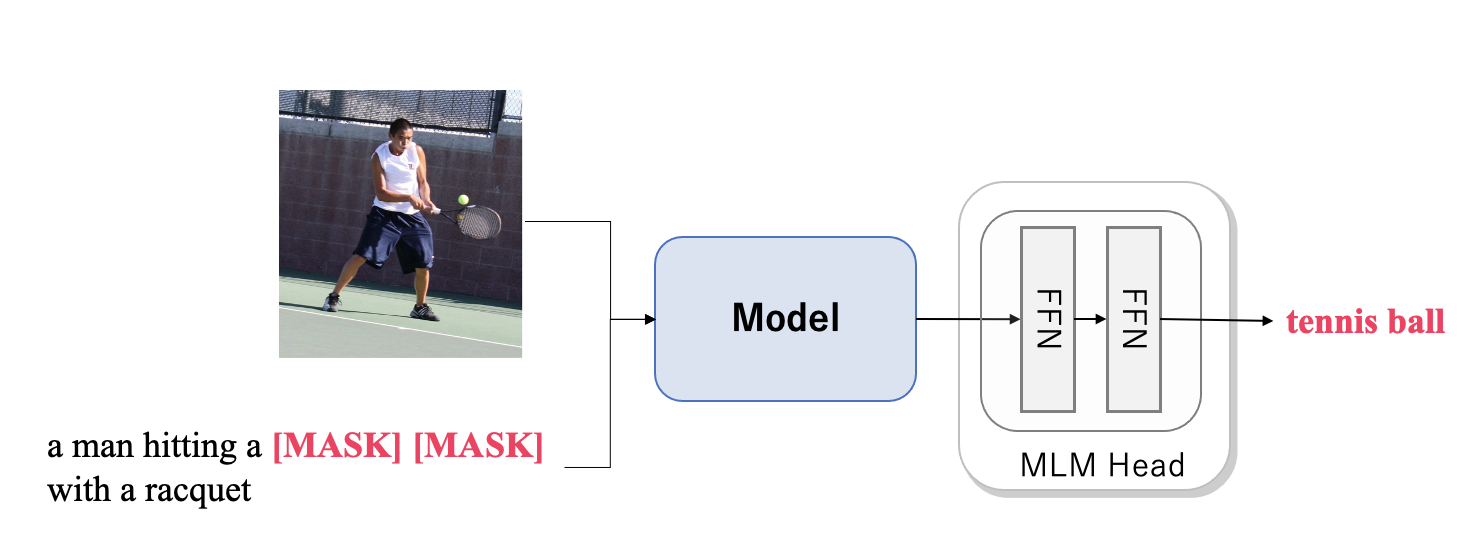 a man hitting a [MASK] [MASK]
with a racquet
Model
FFN
FFN
MLM Head
tennis ball